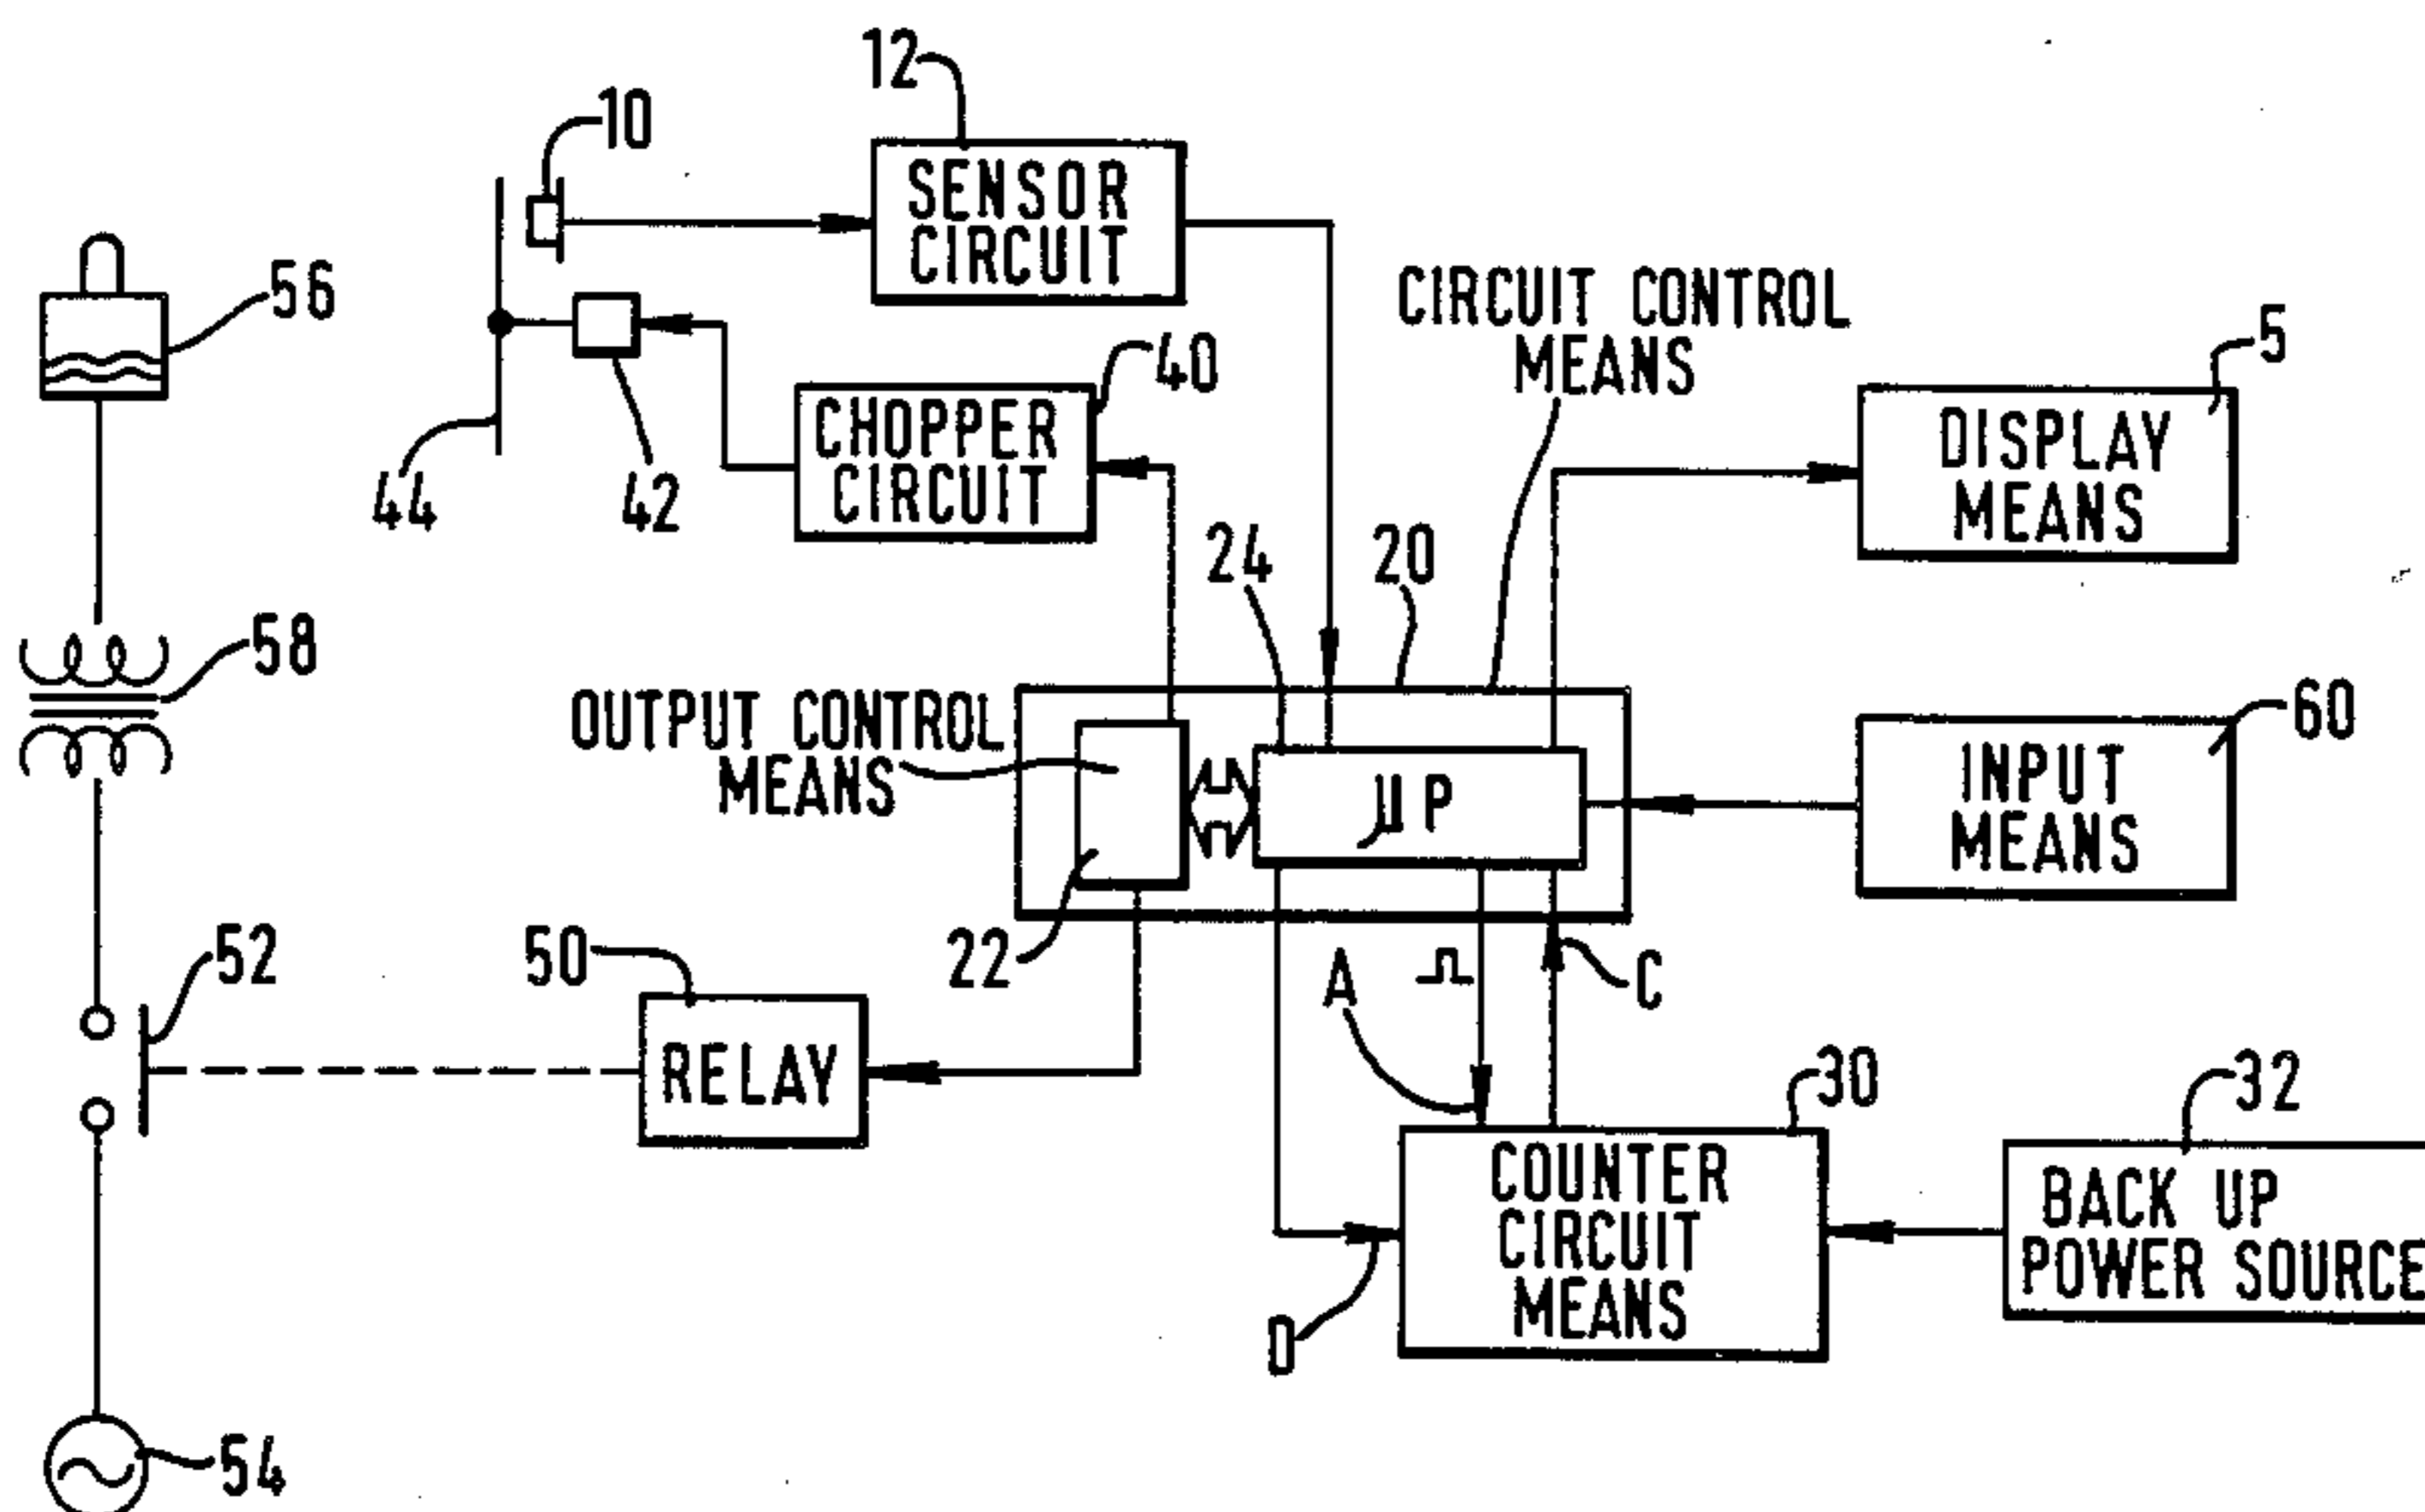 12
10
SENSOR
CIRCUIT
56
CIRCUIT CONTROL
MEANS
5
40
CHOPPER
CIRCUIT
DISPLAY
MEANS
44
42
24
20
58
OUTPUT CONTROL
MEANS
μP
60
INPUT
MEANS
22
52
50
A
C
RELAY
30
32
COUNTER
CIRCUIT
MEANS
BACK UP
POWER SOURCE
D
54